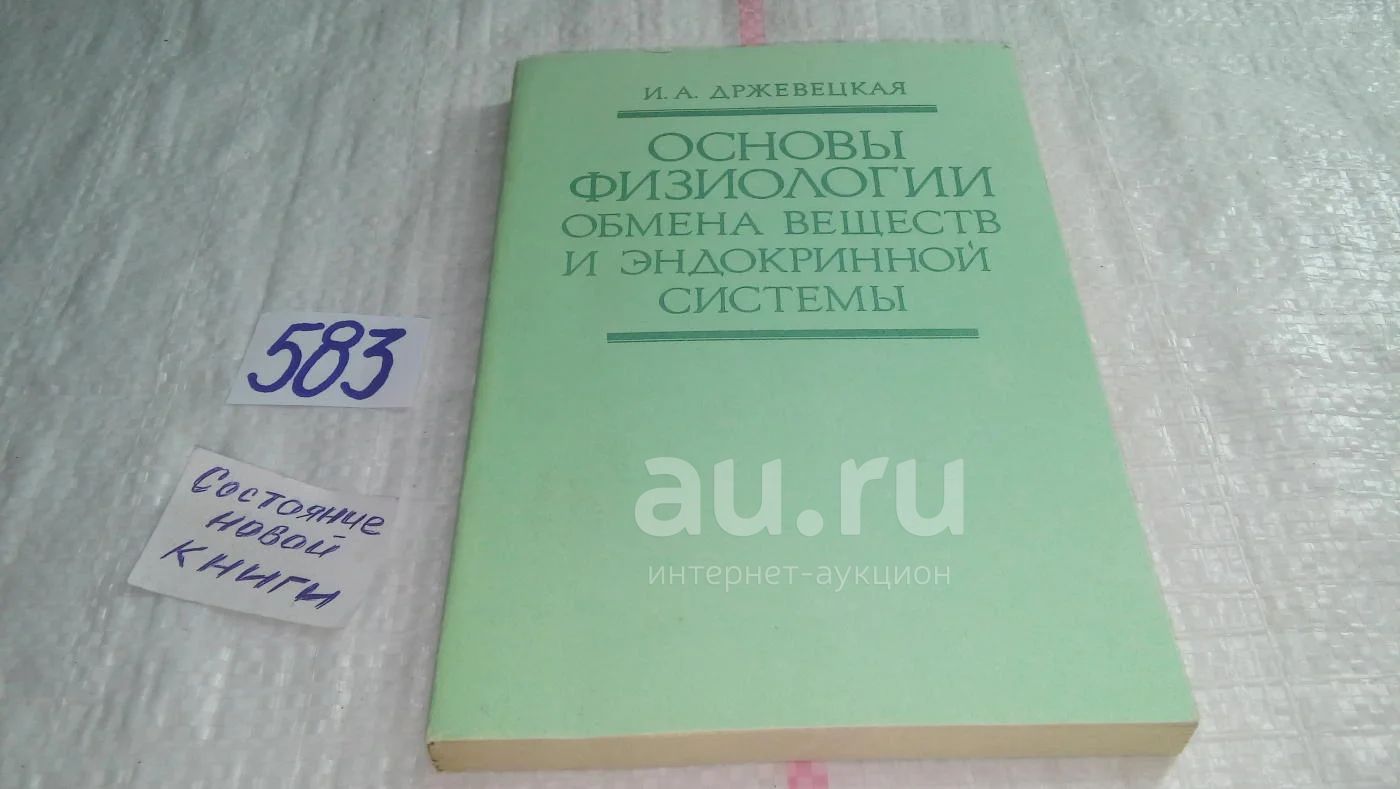 И. А. ДРЖЕВЕЦКАЯ
ОСНОВЫ
ФИЗИОЛОГИИ
ОБМЕНА ВЕЩЕСТВ
И ЭНДОКРИННОЙ
СИСТЕМЫ
583
Состояние
новой
книги
au.ru
интернет-аукцион